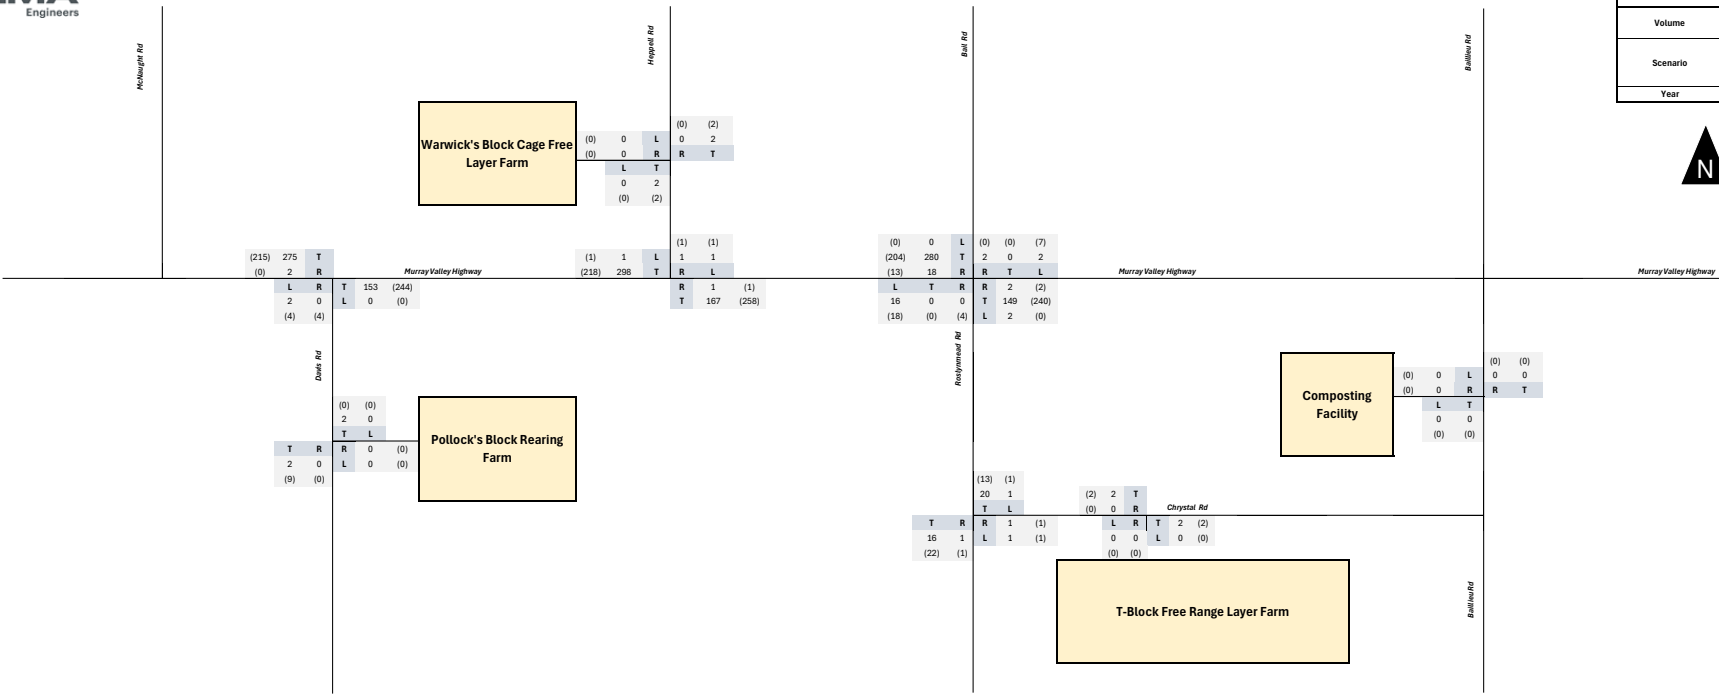 Engineers
Volume
Scenario
Year
N
McNaught Rd
Heppell Rd
Bail Rd
Baillieu Rd
Warwick's Block Cage Free
Layer Farm
(0) (2)
(0) 0 L 0 2
(0) 0 R R T
L T
0 2
(0) (2)
(215) 275 T
(0) 2 R
Murray Valley Highway
L R T 153 (244)
2 0 L 0 (0)
(4) (4)
(1) (1)
(1) 1 L 1 1
(218) 298 T R L
R 1 (1)
T 167 (258)
(0) 0 L (0) (0) (7)
(204) 280 T 2 0 2
(13) 18 R R T L
L T R R 2 (2)
16 0 0 T 149 (240)
(18) (0) (4) L 2 (0)
Murray Valley Highway
Murray Valley Highway
Davis Rd
Roslynmead Rd
(0) (0)
2 0
T L
T R R 0 (0)
2 0 L 0 (0)
(9) (0)
Pollock's Block Rearing
Farm
Composting
Facility
(0) (0)
(0) 0 L 0 0
(0) 0 R R T
L T
0 0
(0) (0)
(13) (1)
20 1
T L
T R R 1 (1)
16 1 L 1 (1)
(22) (1)
(2) 2 T
(0) 0 R
Chrystal Rd
L R T 2 (2)
0 0 L 0 (0)
(0) (0)
T-Block Free Range Layer Farm
Baillieu Rd